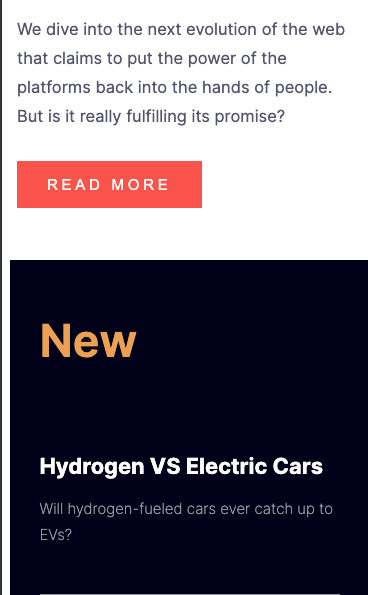 We dive into the next evolution of the web
that claims to put the power of the
platforms back into the hands of people.
But is it really fulfilling its promise?
READ MORE
New
Hydrogen VS Electric Cars
Will hydrogen-fueled cars ever catch up to
EVs?